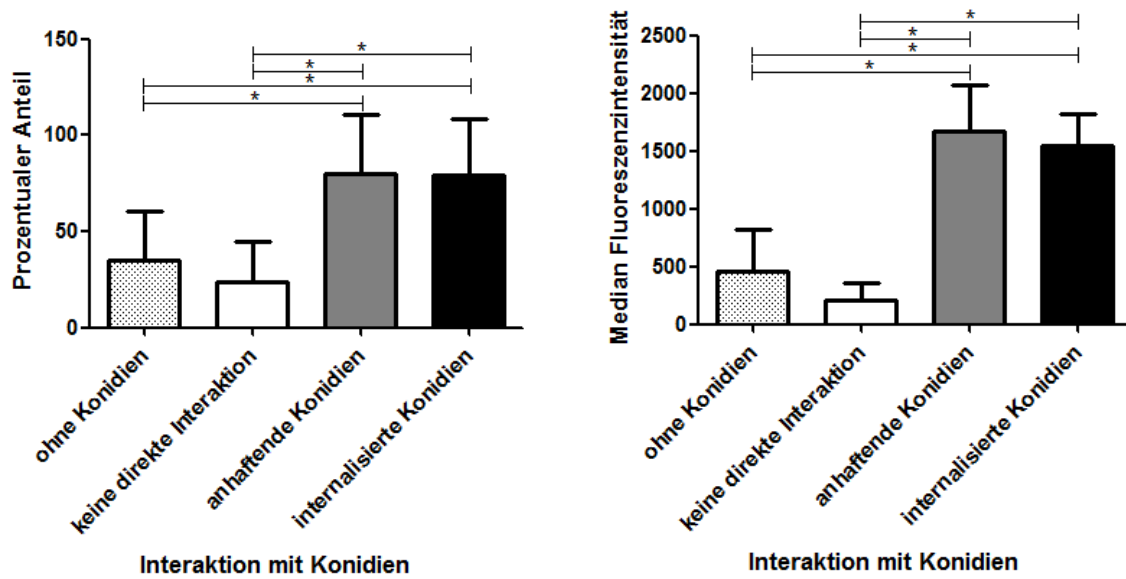 150
100
50
0
Prozentualer Anteil
*
*
*
*
ohne Konidien
keine direkte Interaktion
anhaftende Konidien
internalisierte Konidien
Interaktion mit Konidien
2500
2000
1500
1000
500
0
Median Fluoreszenzintensität
*
*
*
*
ohne Konidien
keine direkte Interaktion
anhaftende Konidien
internalisierte Konidien
Interaktion mit Konidien